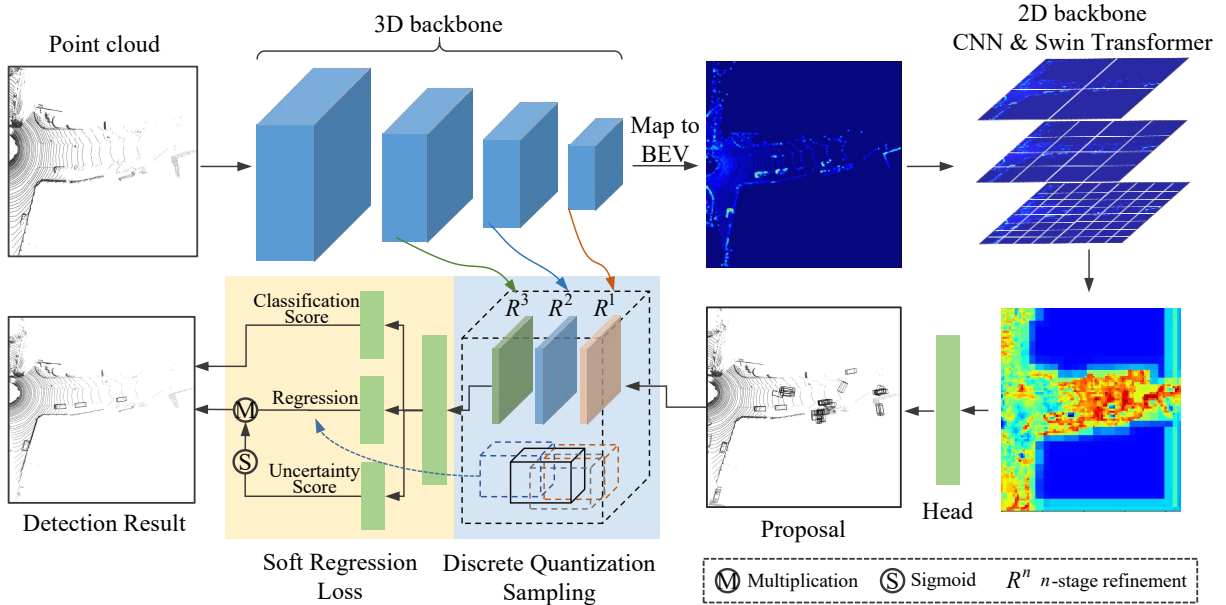 Point cloud
3D backbone
2D backbone
CNN & Swin Transformer
Map to
BEV
Classification
Score
Regression
Uncertainty
Score
M
S
R³
R²
R¹
Detection Result
Soft Regression
Loss
Discrete Quantization
Sampling
Proposal
Head
M Multiplication
S Sigmoid
Rⁿ n-stage refinement